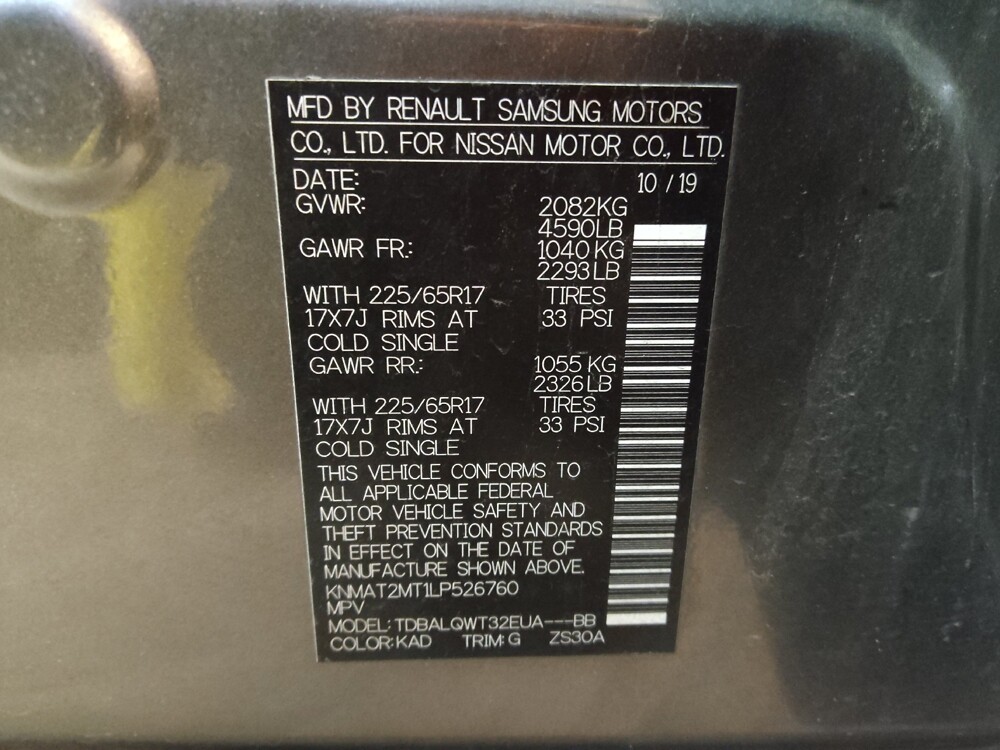 MFD BY RENAULT SAMSUNG MOTORS
CO., LTD. FOR NISSAN MOTOR CO., LTD.
DATE: 10 / 19
GVWR: 2082KG
4590LB
GAWR FR.: 1040 KG
2293 LB
WITH 225/65R17 TIRES
17X7J RIMS AT 33 PSI
COLD SINGLE
GAWR RR.: 1055 KG
2326 LB
WITH 225/65R17 TIRES
17X7J RIMS AT 33 PSI
COLD SINGLE
THIS VEHICLE CONFORMS TO
ALL APPLICABLE FEDERAL
MOTOR VEHICLE SAFETY AND
THEFT PREVENTION STANDARDS
IN EFFECT ON THE DATE OF
MANUFACTURE SHOWN ABOVE.
KNMAT2MT1LP526760
MPV
MODEL: TDBALQWT32EUA---BB
COLOR: KAD TRIM: G ZS30A